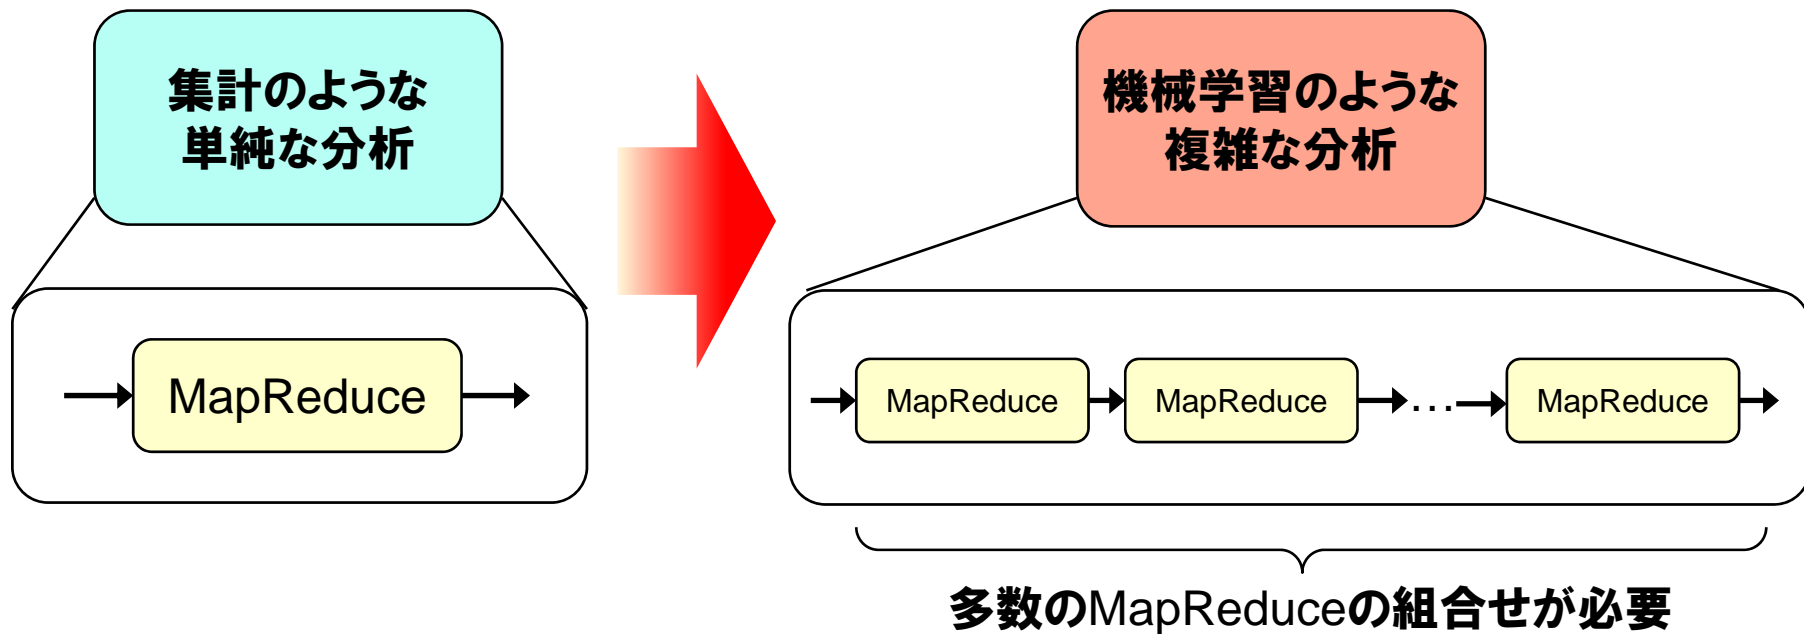 集計のような
単純な分析
MapReduce
機械学習のような
複雑な分析
MapReduce
MapReduce
...
MapReduce
多数のMapReduceの組合せが必要